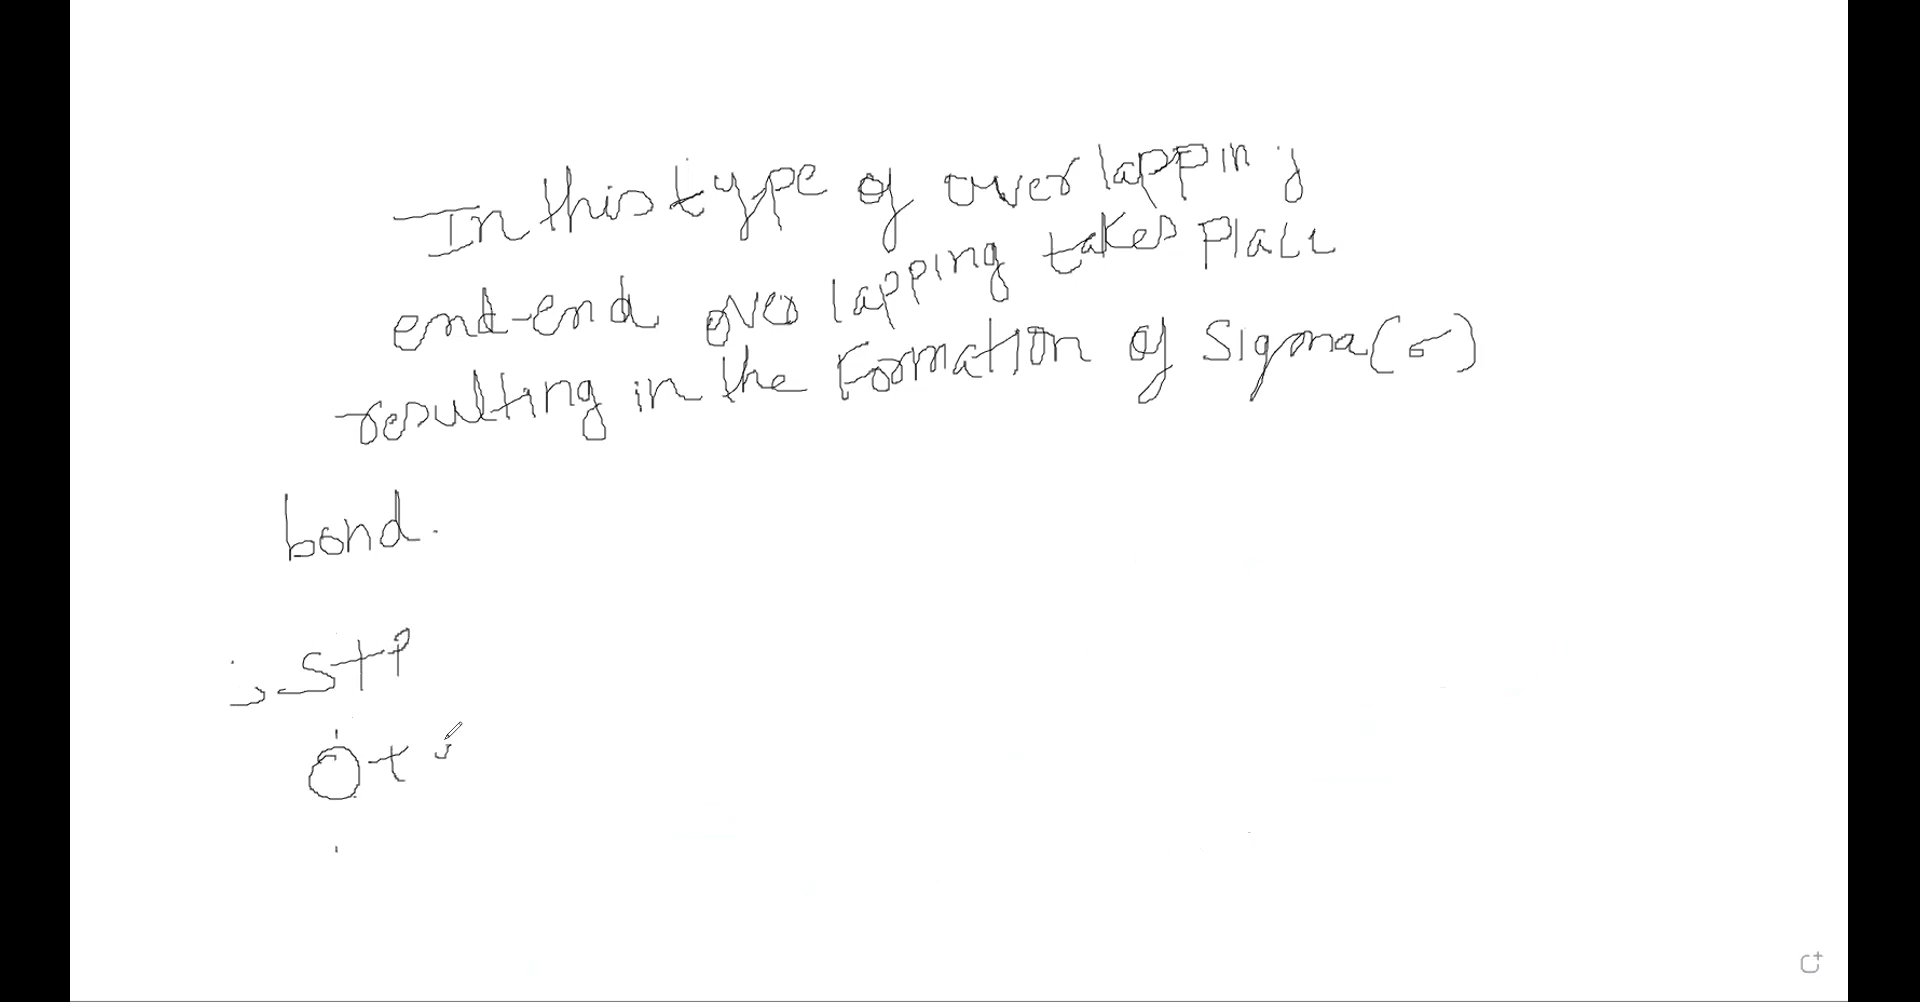 In this type of overlapping
end-end overlapping takes place
resulting in the Formation of Sigma (σ)
bond.
S+P
+